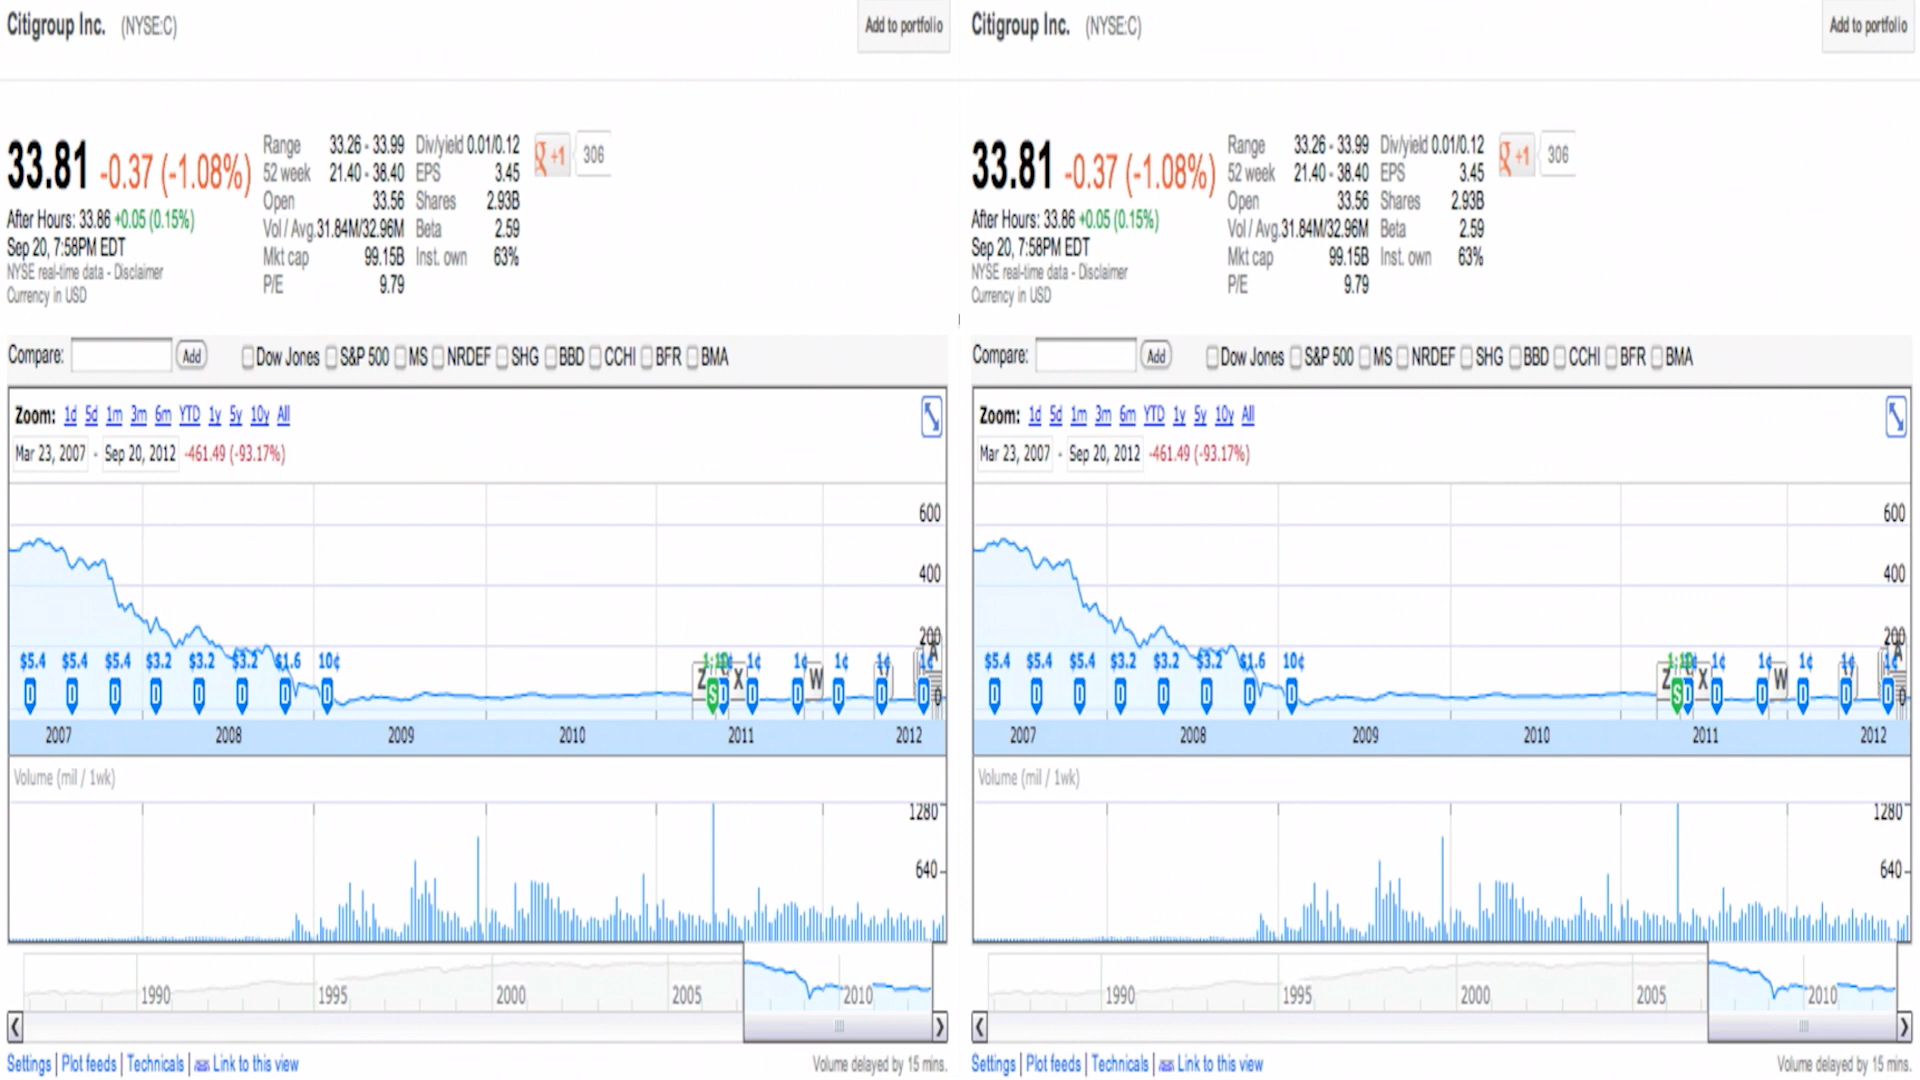 Citigroup Inc. (NYSE:C)
Add to portfolio
33.81 -0.37 (-1.08%)
After Hours: 33.86 +0.05 (0.15%)
Sep 20, 7:58PM EDT
NYSE real-time data - Disclaimer
Currency in USD
Range 33.26 - 33.99
52 week 21.40 - 38.40
Open 33.56
Vol / Avg. 31.84M/32.96M
Mkt cap 99.15B
P/E 9.79
Div/yield 0.01/0.12
EPS 3.45
Shares 2.93B
Beta 2.59
Inst. own 63%
+1 306
Compare: Add Dow Jones S&P 500 MS NRDEF SHG BBD CCHI BFR BMA
Zoom: 1d 5d 1m 3m 6m YTD 1y 5y 10y All
Mar 23, 2007 - Sep 20, 2012 -461.49 (-93.17%)
600
400
200
0
$5.4 $5.4 $5.4 $3.2 $3.2 $3.2 $1.6 10¢ 1¢ 1¢ 1¢ 1¢ 1¢
D D D D D D D D Z S D X D D W D D D
2007 2008 2009 2010 2011 2012
Volume (mil / 1wk)
1280
640
1990 1995 2000 2005 2010
Settings | Plot feeds | Technicals | Link to this view
Volume delayed by 15 mins.
Citigroup Inc. (NYSE:C)
Add to portfolio
33.81 -0.37 (-1.08%)
After Hours: 33.86 +0.05 (0.15%)
Sep 20, 7:58PM EDT
NYSE real-time data - Disclaimer
Currency in USD
Range 33.26 - 33.99
52 week 21.40 - 38.40
Open 33.56
Vol / Avg. 31.84M/32.96M
Mkt cap 99.15B
P/E 9.79
Div/yield 0.01/0.12
EPS 3.45
Shares 2.93B
Beta 2.59
Inst. own 63%
+1 306
Compare: Add Dow Jones S&P 500 MS NRDEF SHG BBD CCHI BFR BMA
Zoom: 1d 5d 1m 3m 6m YTD 1y 5y 10y All
Mar 23, 2007 - Sep 20, 2012 -461.49 (-93.17%)
600
400
200
0
$5.4 $5.4 $5.4 $3.2 $3.2 $3.2 $1.6 10¢ 1¢ 1¢ 1¢ 1¢ 1¢
D D D D D D D D Z S D X D D W D D D
2007 2008 2009 2010 2011 2012
Volume (mil / 1wk)
1280
640
1990 1995 2000 2005 2010
Settings | Plot feeds | Technicals | Link to this view
Volume delayed by 15 mins.